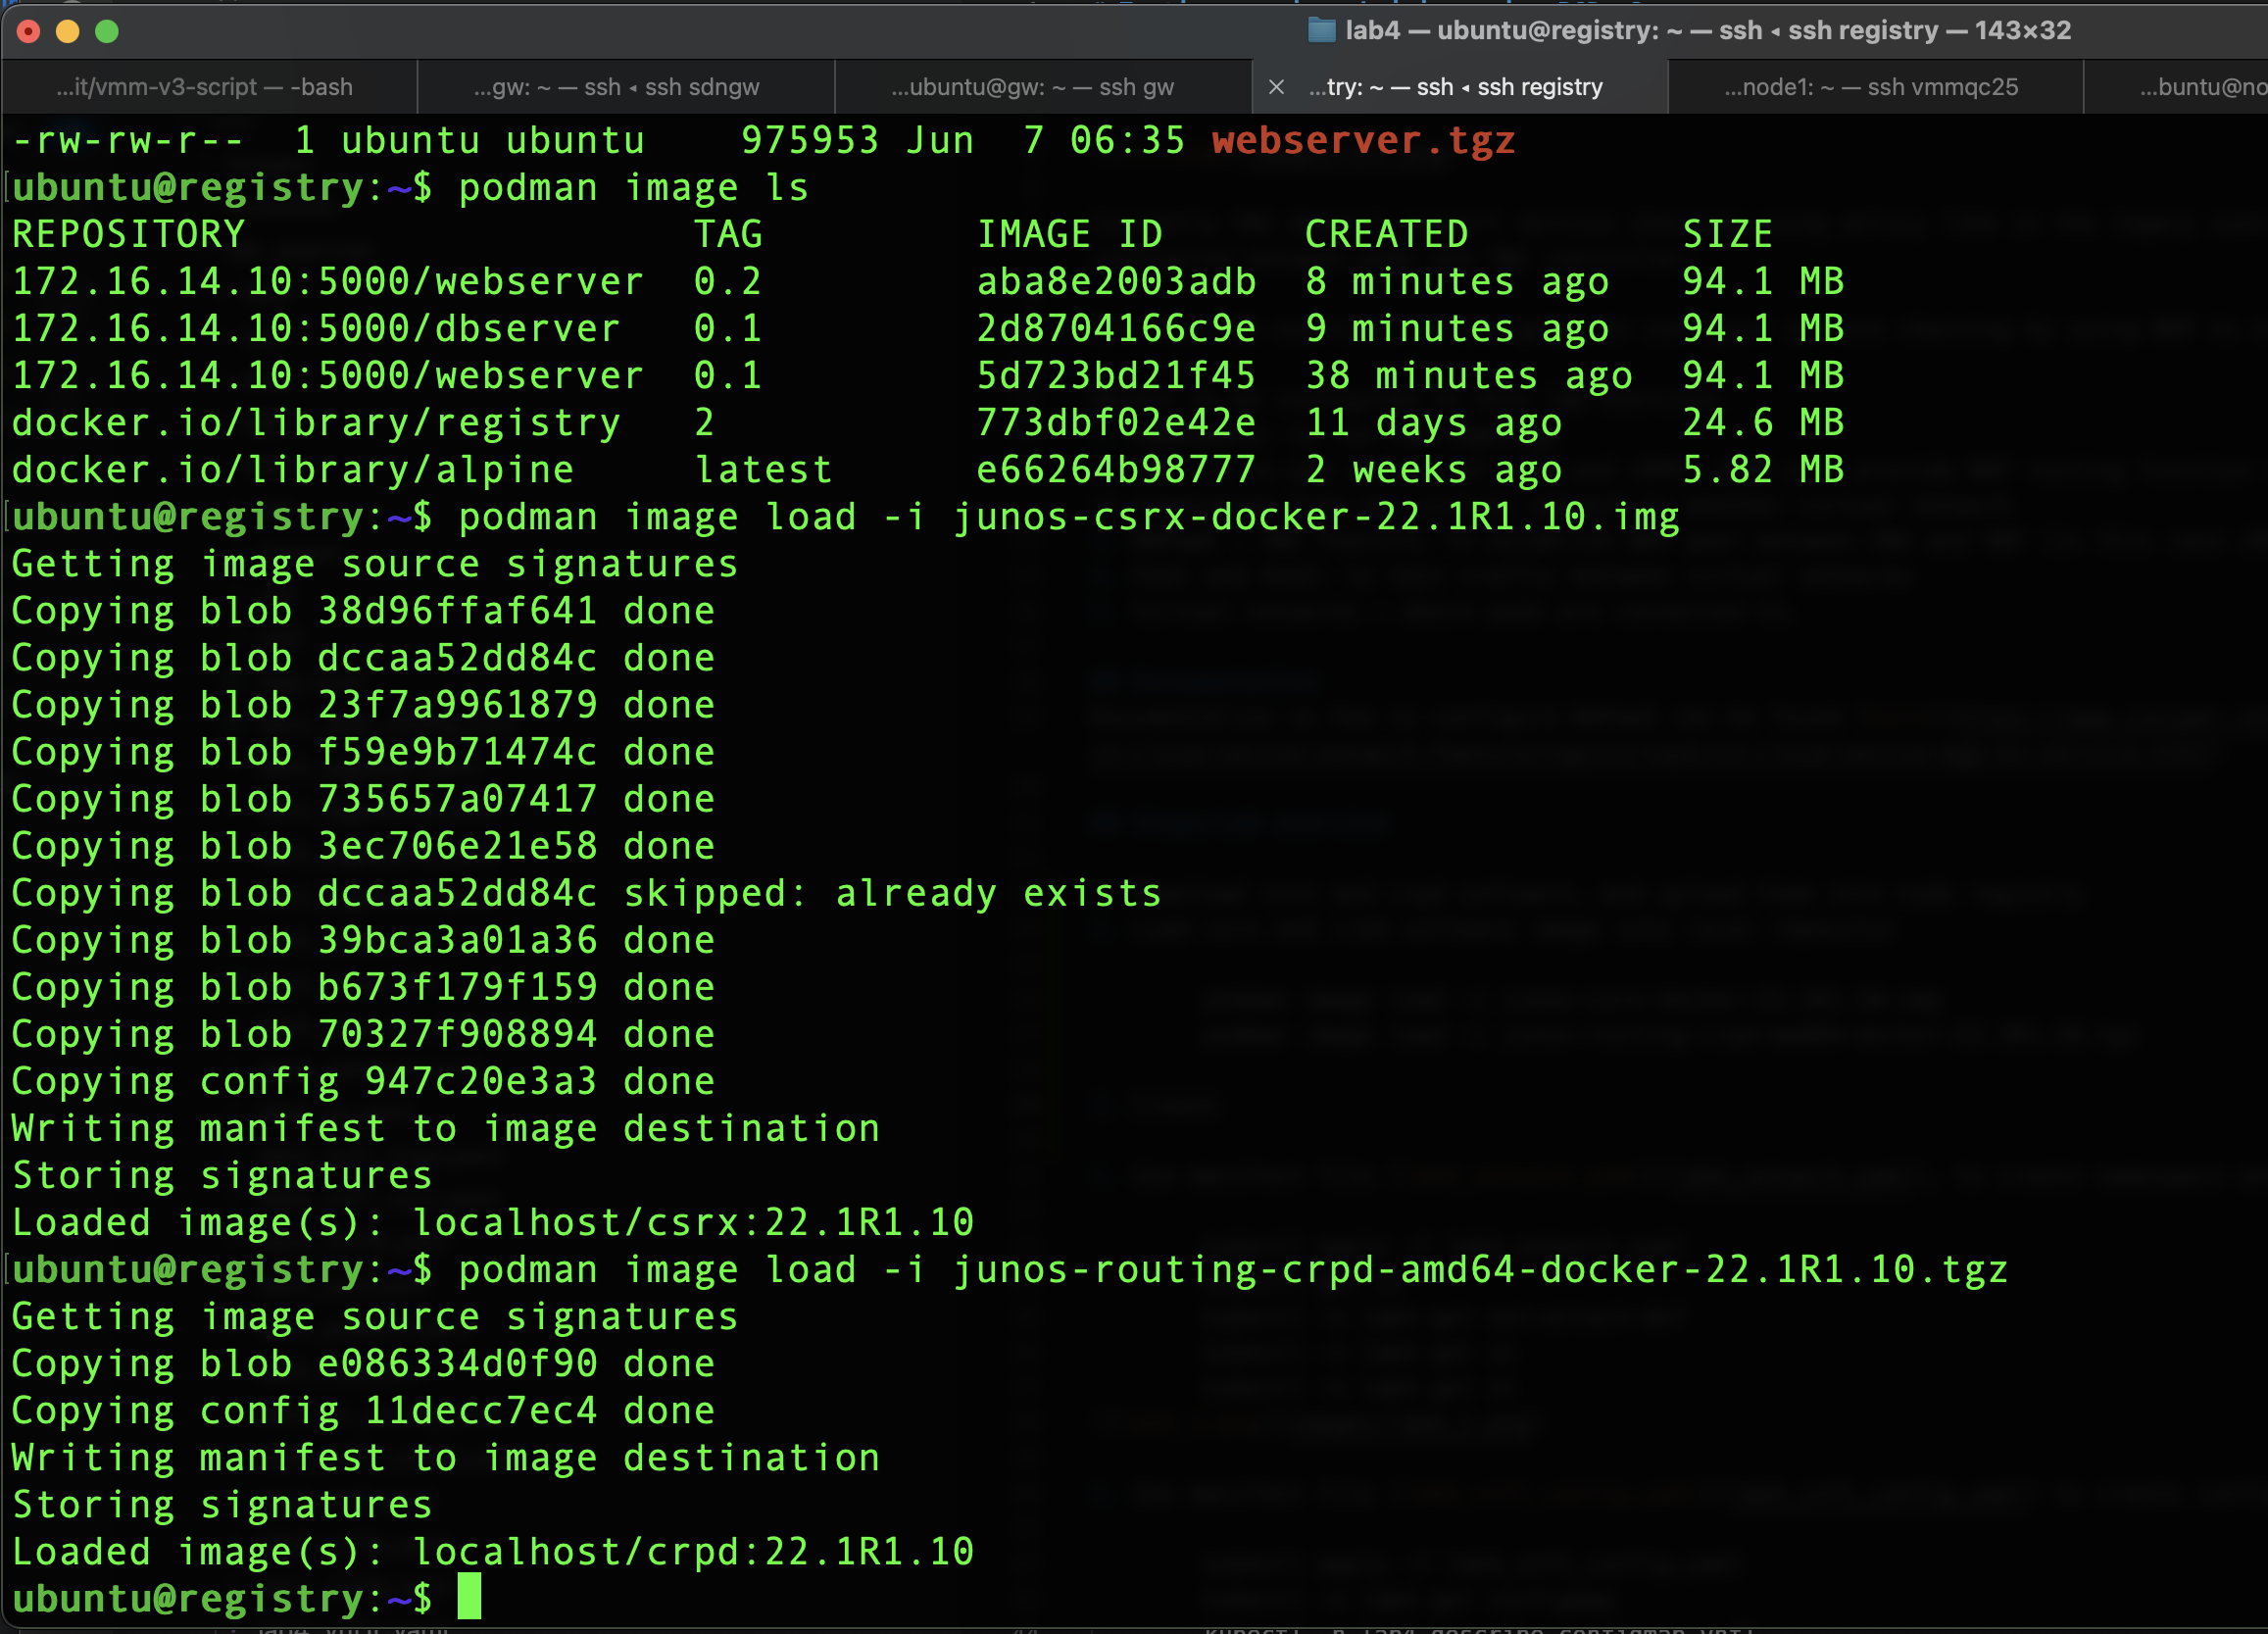 lab4 — ubuntu@registry: ~ — ssh ◂ ssh registry — 143×32
...it/vmm-v3-script — -bash ...gw: ~ — ssh ◂ ssh sdngw ...ubuntu@gw: ~ — ssh gw ...try: ~ — ssh ◂ ssh registry ...node1: ~ — ssh vmmqc25 ...buntu@no
-rw-rw-r-- 1 ubuntu ubuntu 975953 Jun 7 06:35 webserver.tgz
ubuntu@registry:~$ podman image ls
REPOSITORY TAG IMAGE ID CREATED SIZE
172.16.14.10:5000/webserver 0.2 aba8e2003adb 8 minutes ago 94.1 MB
172.16.14.10:5000/dbserver 0.1 2d8704166c9e 9 minutes ago 94.1 MB
172.16.14.10:5000/webserver 0.1 5d723bd21f45 38 minutes ago 94.1 MB
docker.io/library/registry 2 773dbf02e42e 11 days ago 24.6 MB
docker.io/library/alpine latest e66264b98777 2 weeks ago 5.82 MB
ubuntu@registry:~$ podman image load -i junos-csrx-docker-22.1R1.10.img
Getting image source signatures
Copying blob 38d96ffaf641 done
Copying blob dccaa52dd84c done
Copying blob 23f7a9961879 done
Copying blob f59e9b71474c done
Copying blob 735657a07417 done
Copying blob 3ec706e21e58 done
Copying blob dccaa52dd84c skipped: already exists
Copying blob 39bca3a01a36 done
Copying blob b673f179f159 done
Copying blob 70327f908894 done
Copying config 947c20e3a3 done
Writing manifest to image destination
Storing signatures
Loaded image(s): localhost/csrx:22.1R1.10
ubuntu@registry:~$ podman image load -i junos-routing-crpd-amd64-docker-22.1R1.10.tgz
Getting image source signatures
Copying blob e086334d0f90 done
Copying config 11decc7ec4 done
Writing manifest to image destination
Storing signatures
Loaded image(s): localhost/crpd:22.1R1.10
ubuntu@registry:~$